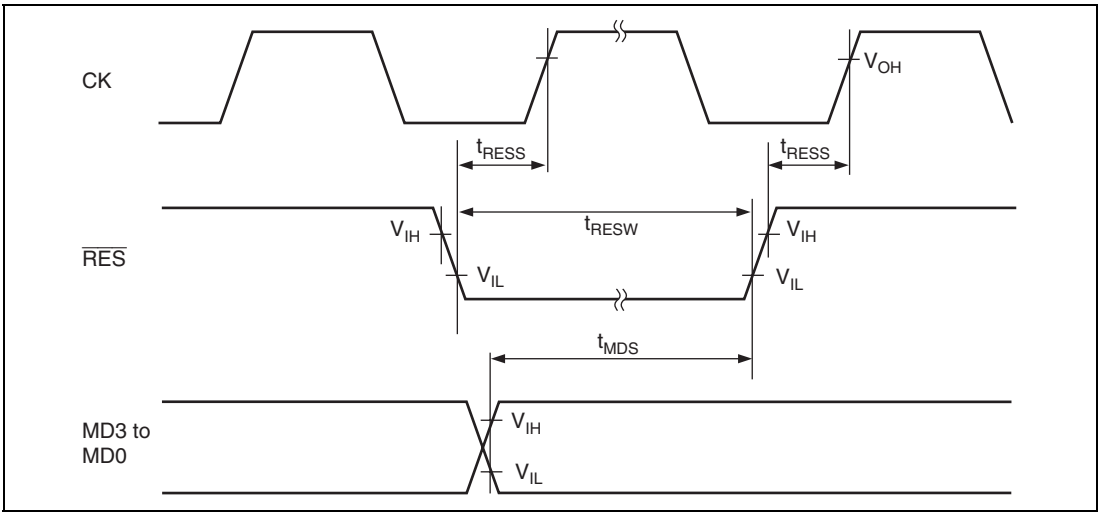 CK
V_OH
t_RESS
t_RESS
RES
V_IH
t_RESW
V_IH
V_IL
V_IL
t_MDS
MD3 to
MD0
V_IH
V_IL